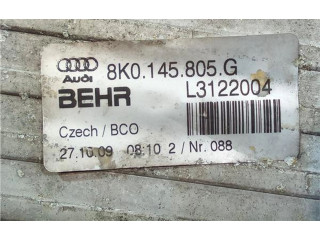 8K0.145.805.G
Audi
BEHR L3122004
Czech / BCO
27.10.09 08:10 2 / Nr. 088